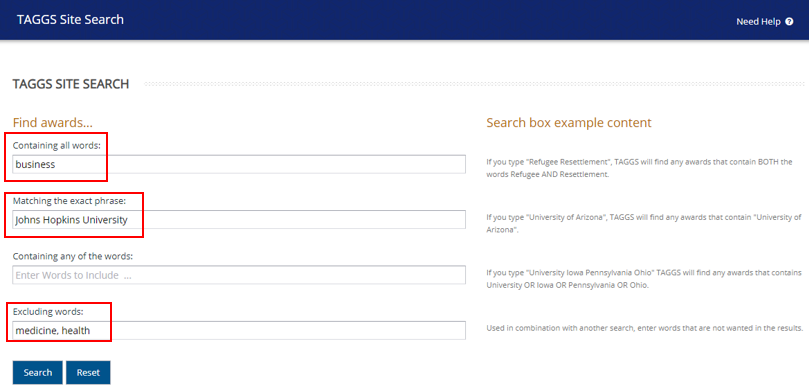 TAGGS Site Search
Need Help ?
TAGGS SITE SEARCH
Find awards...
Search box example content
Containing all words:
business
If you type "Refugee Resettlement", TAGGS will find any awards that contain BOTH the
words Refugee AND Resettlement.
Matching the exact phrase:
Johns Hopkins University
If you type "University of Arizona", TAGGS will find any awards that contain "University of
Arizona".
Containing any of the words:
Enter Words to Include ...
If you type "University Iowa Pennsylvania Ohio" TAGGS will find any awards that contains
University OR Iowa OR Pennsylvania OR Ohio.
Excluding words:
medicine, health
Used in combination with another search, enter words that are not wanted in the results.
Search
Reset